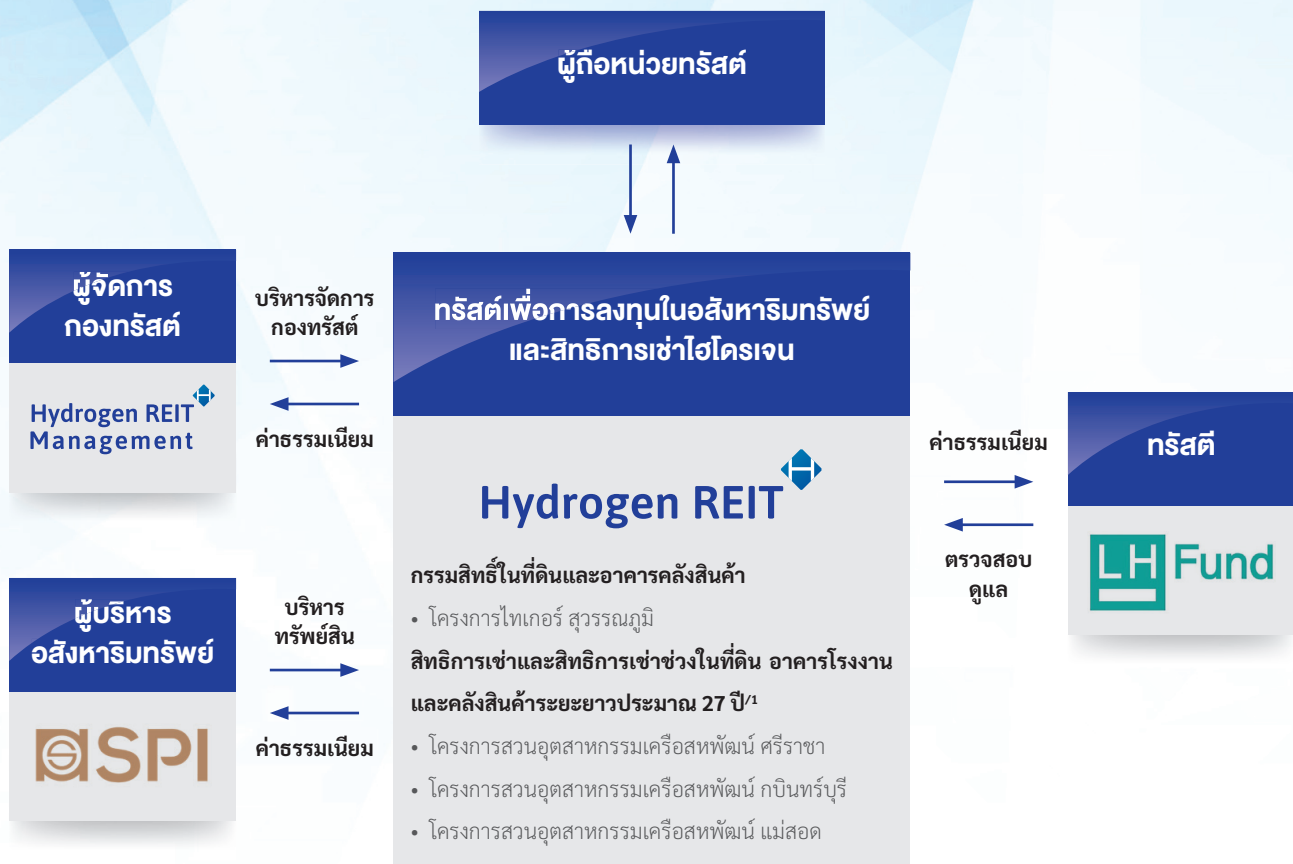 ผู้ถือหน่วยทรัสต์
ผู้จัดการ
กองทรัสต์
Hydrogen REIT
Management
บริหารจัดการ
กองทรัสต์
ค่าธรรมเนียม
ผู้บริหาร
อสังหาริมทรัพย์
SPI
บริหาร
ทรัพย์สิน
ค่าธรรมเนียม
ทรัสต์เพื่อการลงทุนในอสังหาริมทรัพย์
และสิทธิการเช่าไฮโดรเจน
Hydrogen REIT
กรรมสิทธิ์ในที่ดินและอาคารคลังสินค้า
• โครงการไทเกอร์ สุวรรณภูมิ
สิทธิการเช่าและสิทธิการเช่าช่วงในที่ดิน อาคารโรงงาน
และคลังสินค้าระยะยาวประมาณ 27 ปี/1
• โครงการสวนอุตสาหกรรมเครือสหพัฒน์ ศรีราชา
• โครงการสวนอุตสาหกรรมเครือสหพัฒน์ กบินทร์บุรี
• โครงการสวนอุตสาหกรรมเครือสหพัฒน์ แม่สอด
ค่าธรรมเนียม
ตรวจสอบ
ดูแล
ทรัสตี
LH Fund